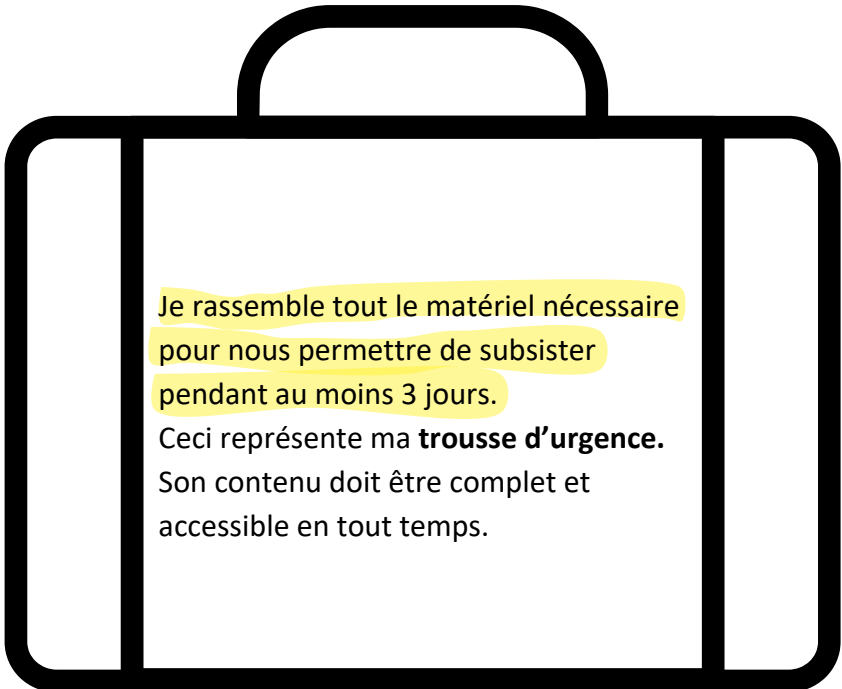 Je rassemble tout le matériel nécessaire
pour nous permettre de subsister
pendant au moins 3 jours.
Ceci représente ma trousse d’urgence.
Son contenu doit être complet et
accessible en tout temps.